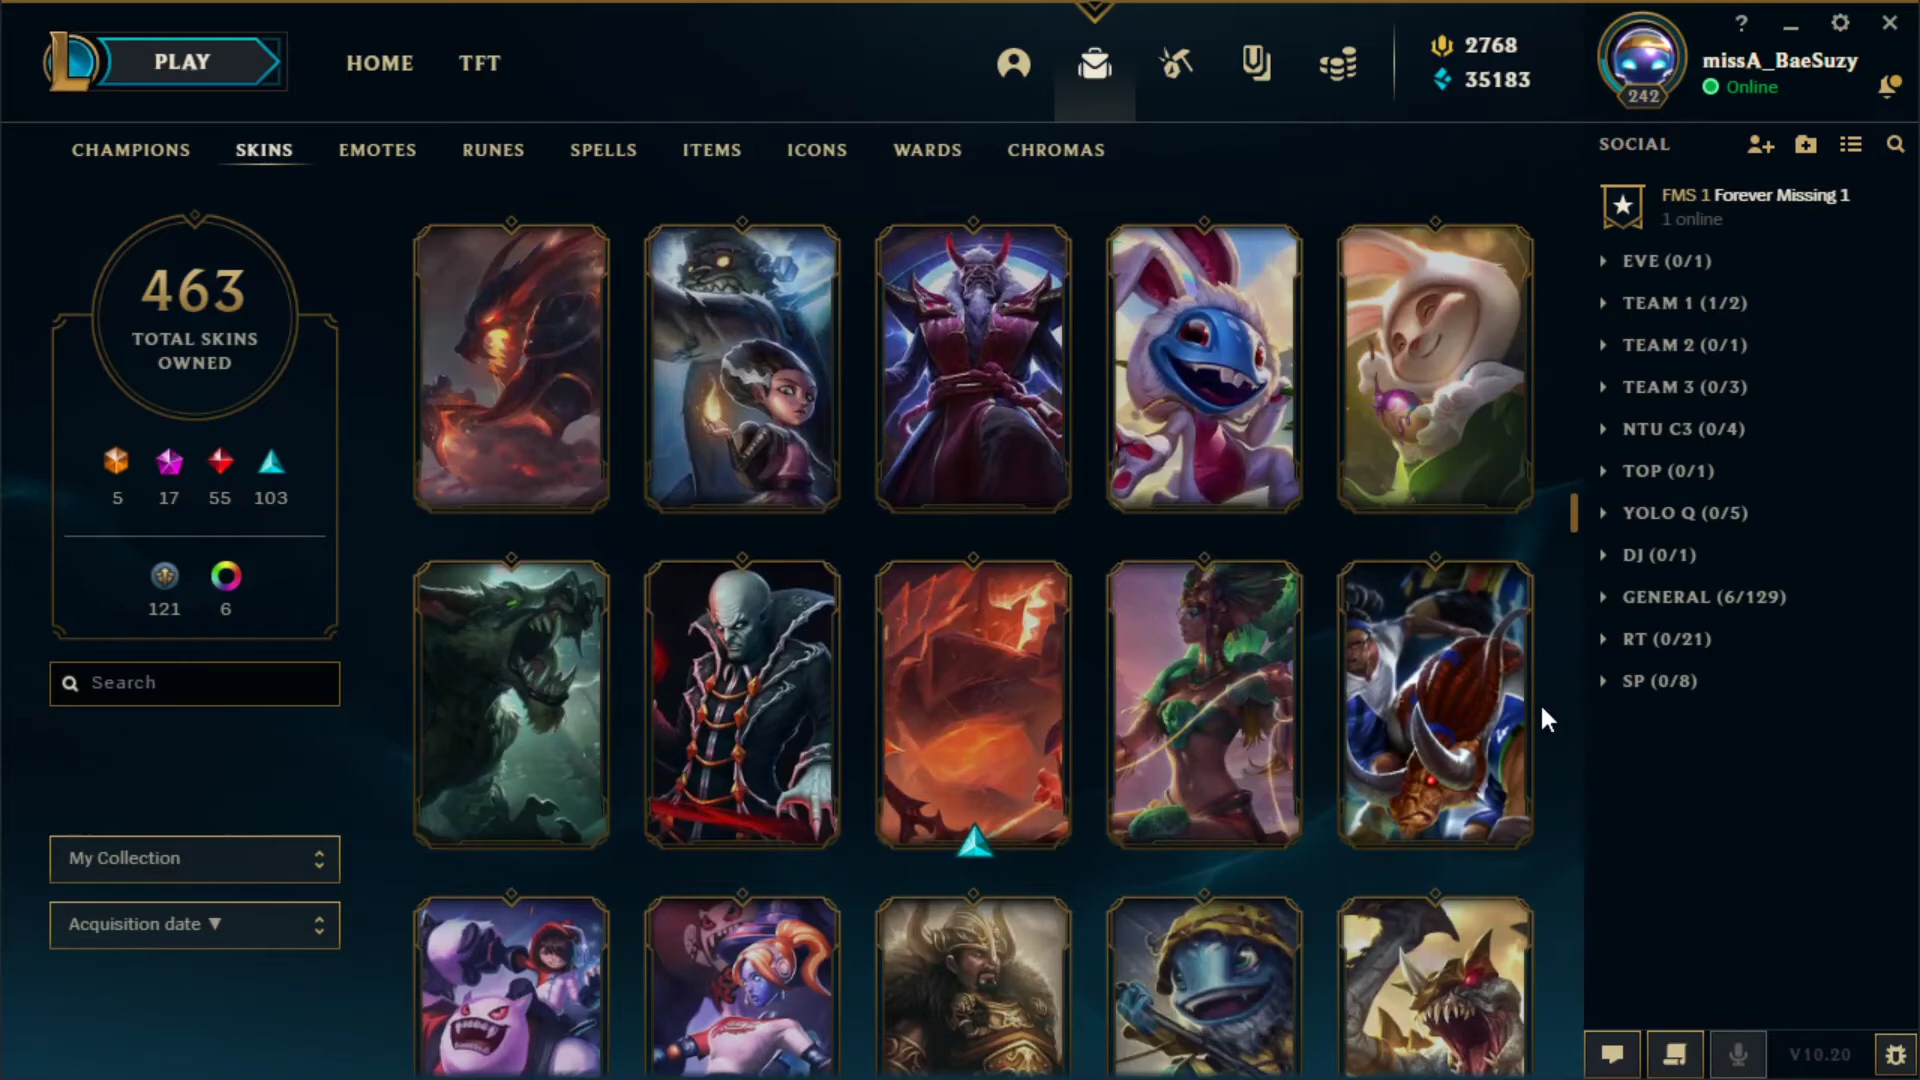 PLAY
HOME
TFT
2768
35183
242
missA_BaeSuzy
Online
CHAMPIONS
SKINS
EMOTES
RUNES
SPELLS
ITEMS
ICONS
WARDS
CHROMAS
463
TOTAL SKINS
OWNED
5
17
55
103
121
6
Search
My Collection
Acquisition date ▼
SOCIAL
FMS 1 Forever Missing 1
1 online
EVE (0/1)
TEAM 1 (1/2)
TEAM 2 (0/1)
TEAM 3 (0/3)
NTU C3 (0/4)
TOP (0/1)
YOLO Q (0/5)
DJ (0/1)
GENERAL (6/129)
RT (0/21)
SP (0/8)
V10.20